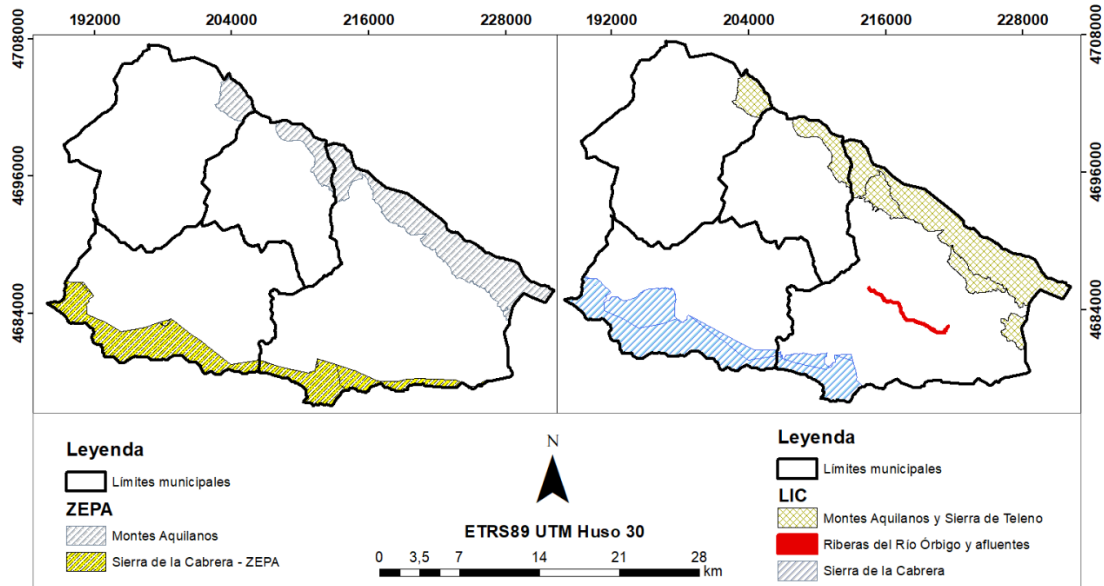 192000 204000 216000 228000
192000 204000 216000 228000
4708000
4696000
4684000
4708000
4696000
4684000
Leyenda
Límites municipales
ZEPA
Montes Aquilanos
Sierra de la Cabrera - ZEPA
N
ETRS89 UTM Huso 30
0 3,5 7 14 21 28
km
Leyenda
Límites municipales
LIC
Montes Aquilanos y Sierra de Teleno
Riberas del Río Órbigo y afluentes
Sierra de la Cabrera